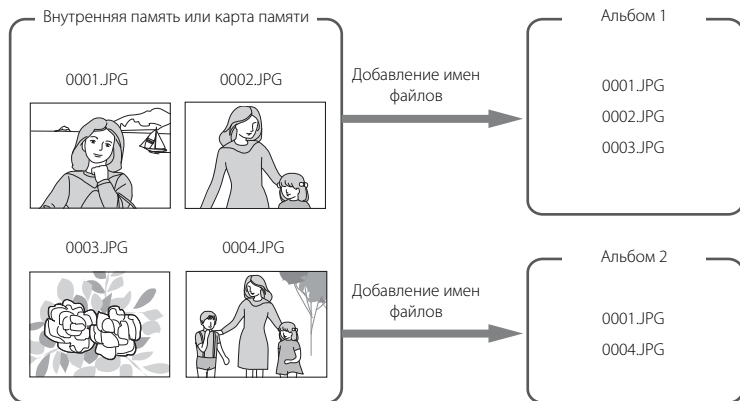 Внутренняя память или карта памяти
0001.JPG
0002.JPG
0003.JPG
0004.JPG
Добавление имен
файлов
Альбом 1
0001.JPG
0002.JPG
0003.JPG
Добавление имен
файлов
Альбом 2
0001.JPG
0004.JPG